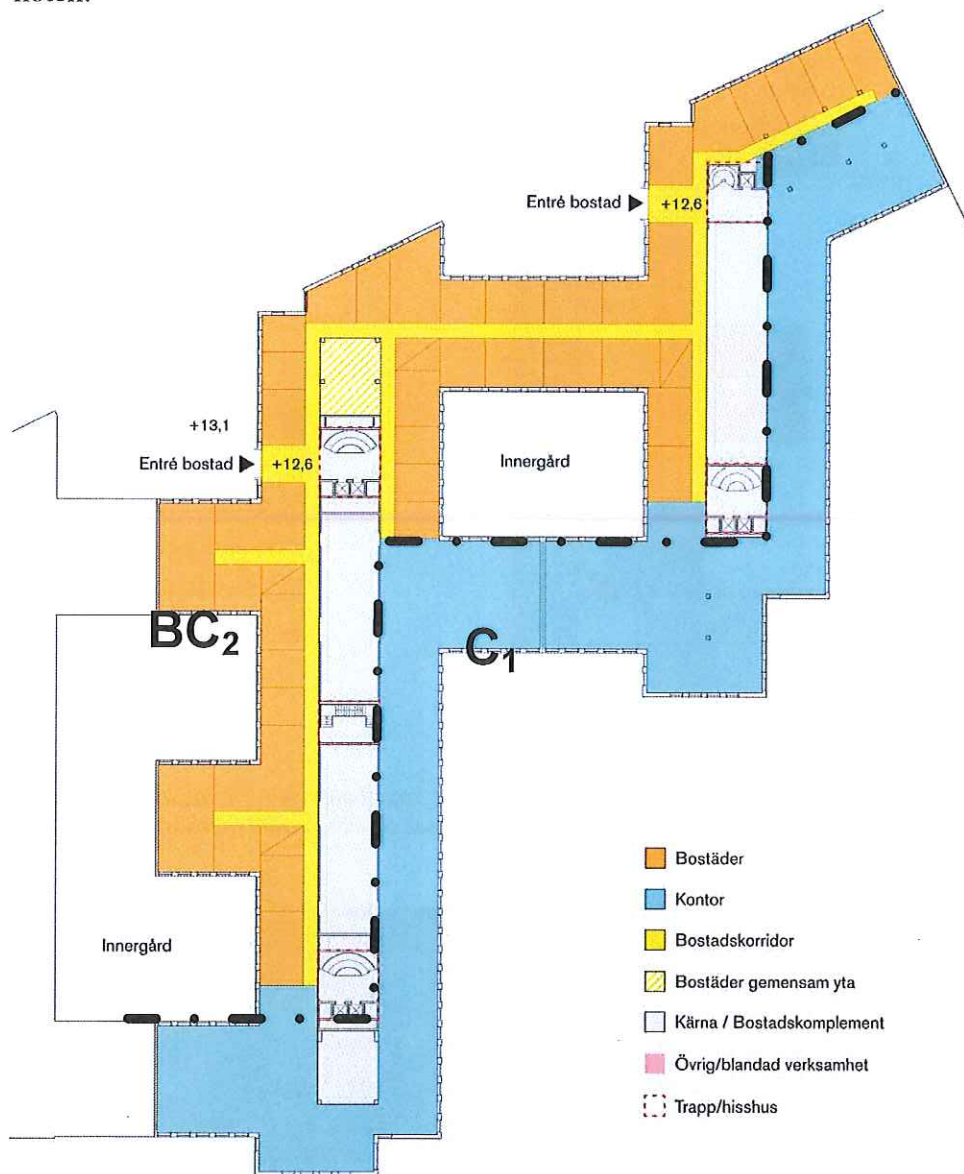 Entré bostad
+12,6
+13,1
Entré bostad
+12,6
Innergård
BC2
C1
Innergård
Bostäder
Kontor
Bostadskorridor
Bostäder gemensam yta
Kärna / Bostadskomplement
Övrig/blandad verksamhet
Trapp/hisshus